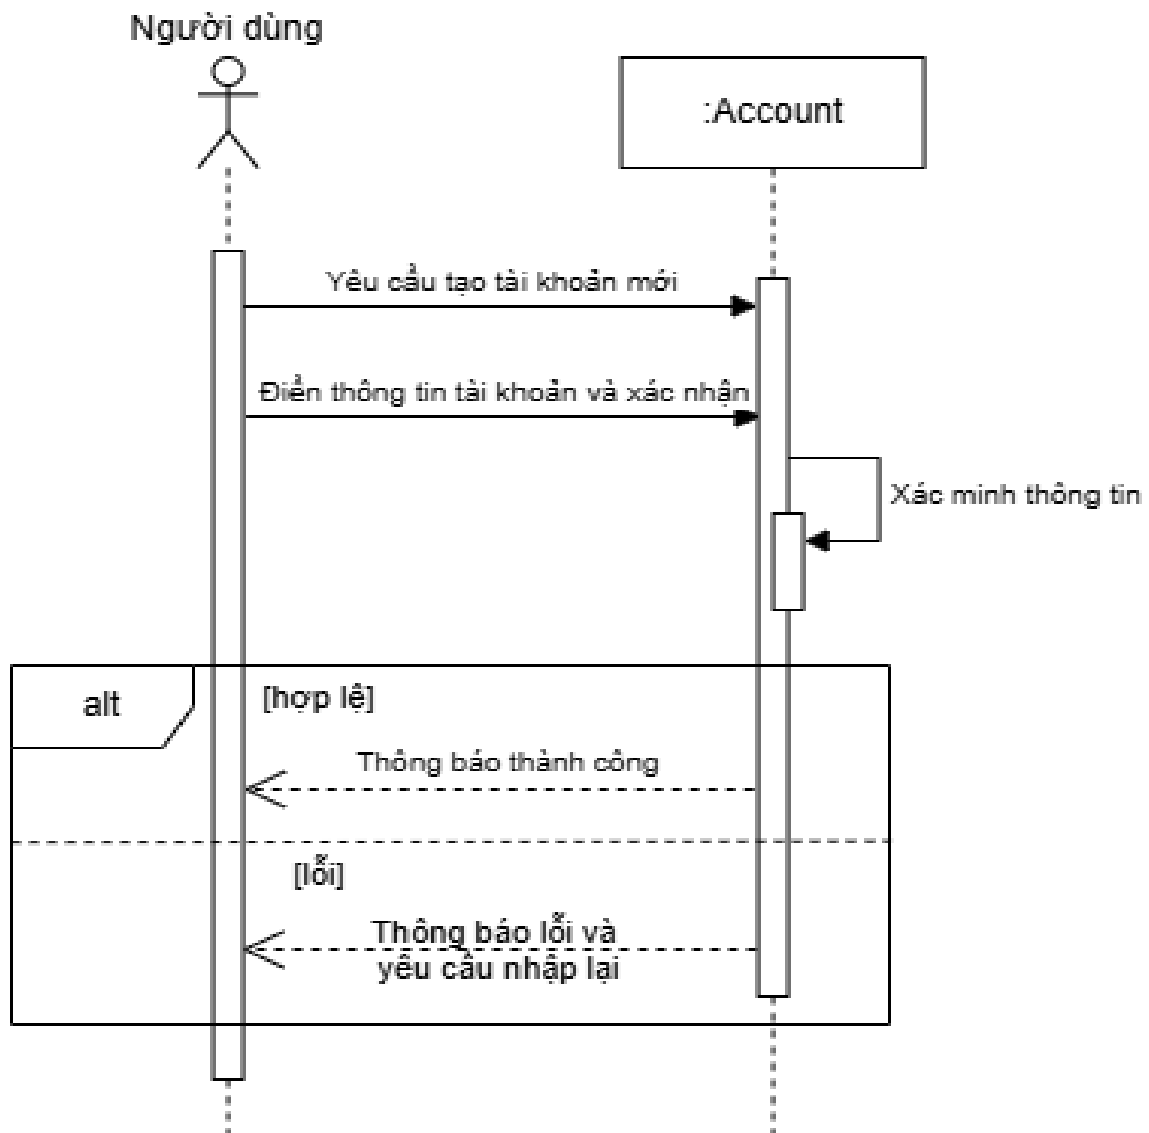 Người dùng
:Account
Yêu cầu tạo tài khoản mới
Điền thông tin tài khoản và xác nhận
Xác minh thông tin
alt
[hợp lệ]
Thông báo thành công
[lỗi]
Thông báo lỗi và
yêu cầu nhập lại